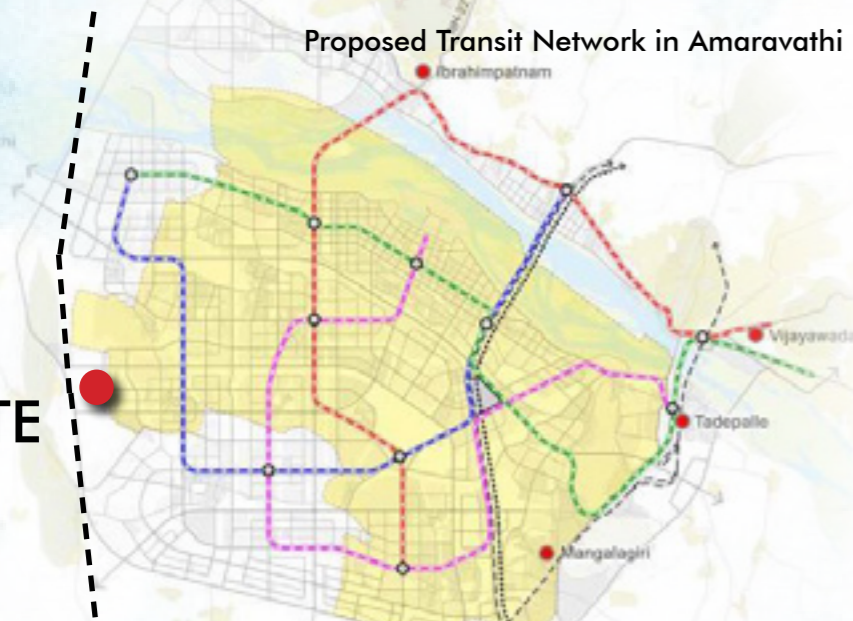 Proposed Transit Network in Amaravathi
Ibrahimpatnam
Vijayawada
TE
Tadepalle
Mangalagiri